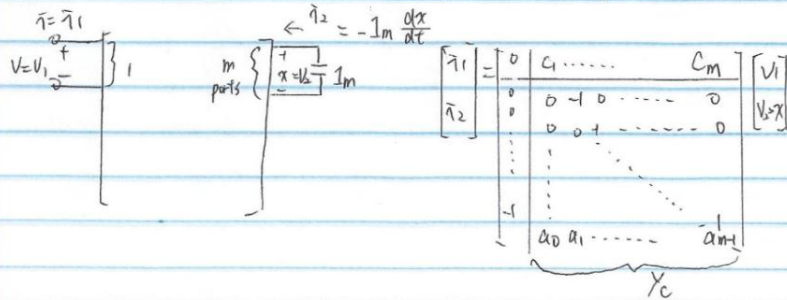 i = i1
V=V1 + - } 1
m ports { + x=V2 - 1m
← i2 = -1m dx/dt
[i1 i2] = [ ] [V1 V2=x]
0 C1 ...... Cm
0 0 -1 0 ----- 0
0 0 0 -1 ------ 0
-1 a0 a1 ------ am-1
Yc